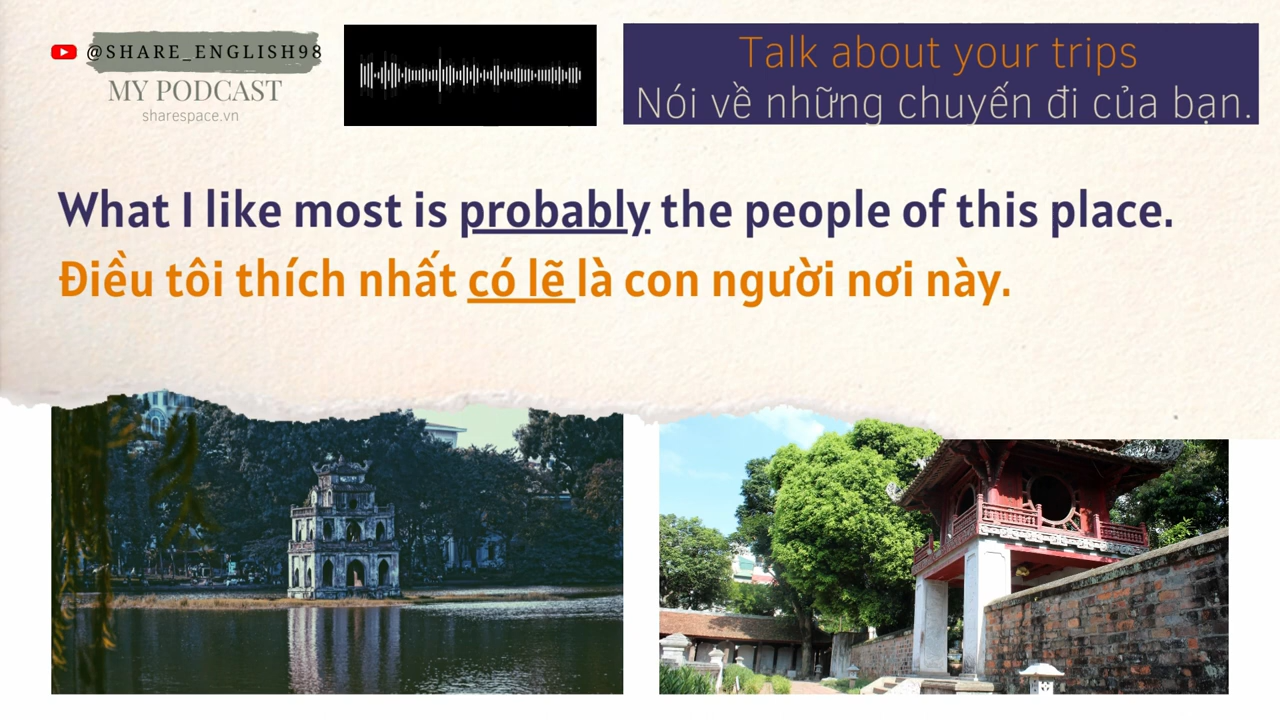 @SHARE_ENGLISH98
MY PODCAST
sharespace.vn
Talk about your trips
Nói về những chuyến đi của bạn.
What I like most is probably the people of this place.
Điều tôi thích nhất có lẽ là con người nơi này.